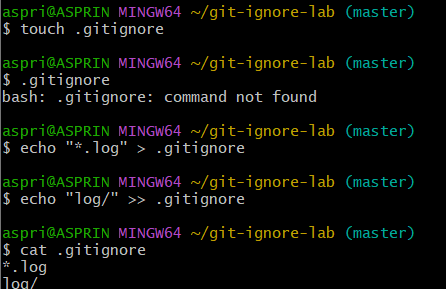 aspri@ASPRIN MINGW64 ~/git-ignore-lab (master)
$ touch .gitignore
aspri@ASPRIN MINGW64 ~/git-ignore-lab (master)
$ .gitignore
bash: .gitignore: command not found
aspri@ASPRIN MINGW64 ~/git-ignore-lab (master)
$ echo "*.log" > .gitignore
aspri@ASPRIN MINGW64 ~/git-ignore-lab (master)
$ echo "log/" >> .gitignore
aspri@ASPRIN MINGW64 ~/git-ignore-lab (master)
$ cat .gitignore
*.log
log/